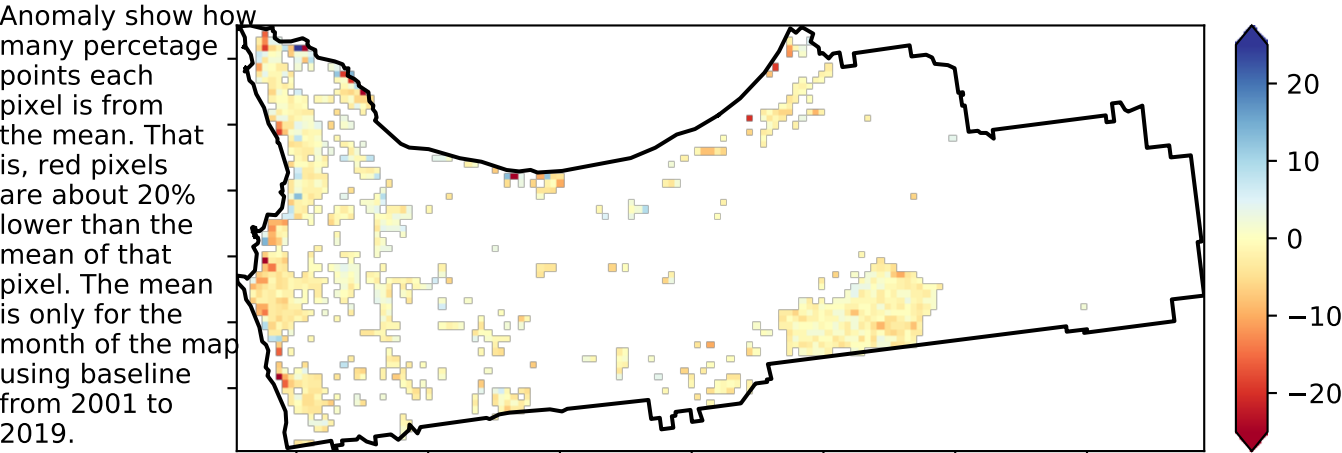 Anomaly show how
many percetage
points each
pixel is from
the mean. That
is, red pixels
are about 20%
lower than the
mean of that
pixel. The mean
is only for the
month of the map
using baseline
from 2001 to
2019.
20
10
0
−10
−20